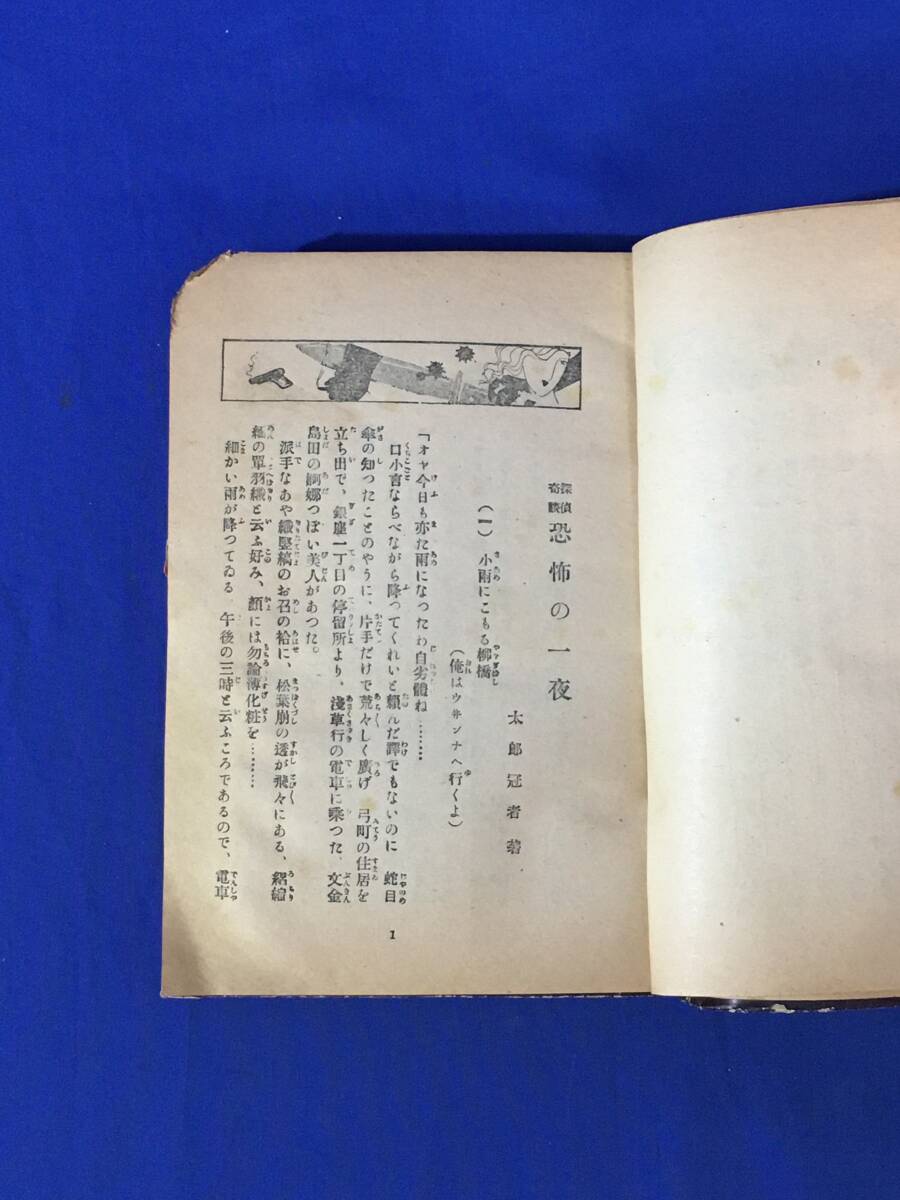 探偵
奇談
恐怖の一夜
太郎冠者著
(一) 小雨にこもる柳橋
(俺はウヰンナへ行くよ)
「オヤ今日も亦た雨になつたわ自劣體ね………
口小言ならべながら降つてくれいと頼んだ譯でもないのに 蛇目
傘の知つたことのやうに、片手だけで荒々しく廣げ 弓町の住居を
立ち出で、銀座一丁目の停留所より、淺草行の電車に乘つた、文金
島田の婀娜つぽい美人があつた。
派手なあや織竪縞のお召の袷に、松葉崩の透が飛々にある、絽縮
緬の單羽織と云ふ好み、顏には勿論薄化粧を………
細かい雨が降つてゐる 午後の三時と云ふころであるので、電車
1